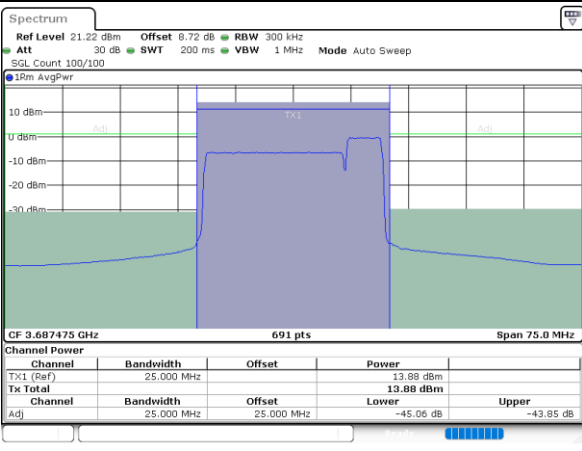 Spectrum
Ref Level 21.22 dBm Offset 8.72 dB RBW 300 kHz
Att 30 dB SWT 200 ms VBW 1 MHz Mode Auto Sweep
SGL Count 100/100
1Rm AvgPwr
10 dBm
TX1
Adj Adj
0 dBm
-10 dBm
-20 dBm
-30 dBm
CF 3.687475 GHz 691 pts Span 75.0 MHz
Channel Power
Channel Bandwidth Offset Power
TX1 (Ref) 25.000 MHz 13.88 dBm
Tx Total 13.88 dBm
Channel Bandwidth Offset Lower Upper
Adj 25.000 MHz 25.000 MHz -45.06 dB -43.85 dB